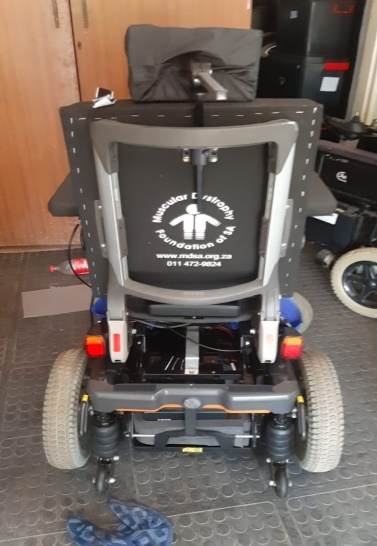 Muscular Dystrophy
Foundation of SA
www.mdsa.org.za
011 472-9824